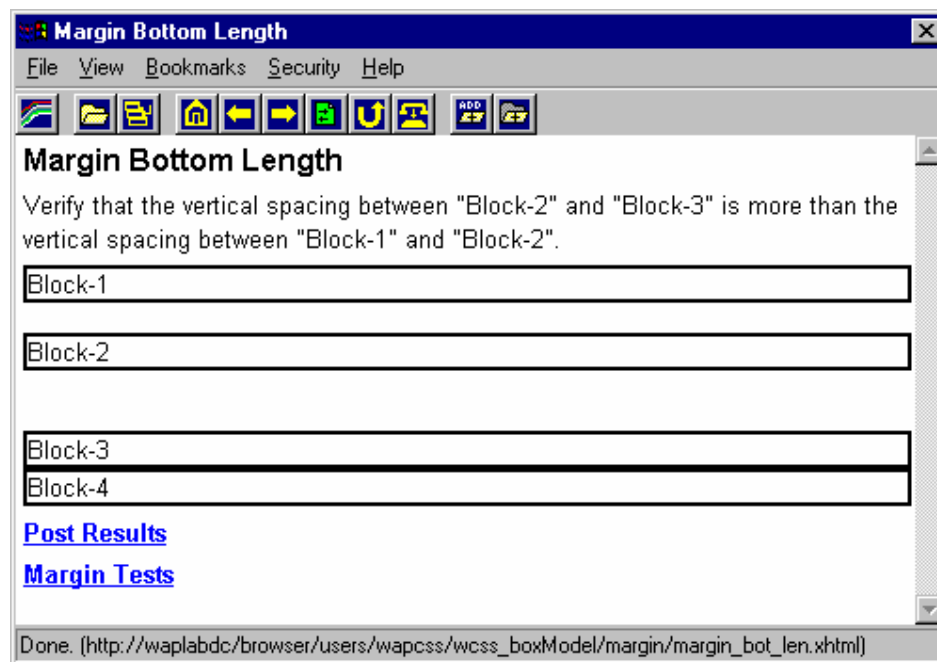 Margin Bottom Length
File View Bookmarks Security Help
ADD
Margin Bottom Length
Verify that the vertical spacing between "Block-2" and "Block-3" is more than the
vertical spacing between "Block-1" and "Block-2".
Block-1
Block-2
Block-3
Block-4
Post Results
Margin Tests
Done. (http://waplabdc/browser/users/wapcss/wcss_boxModel/margin/margin_bot_len.xhtml)